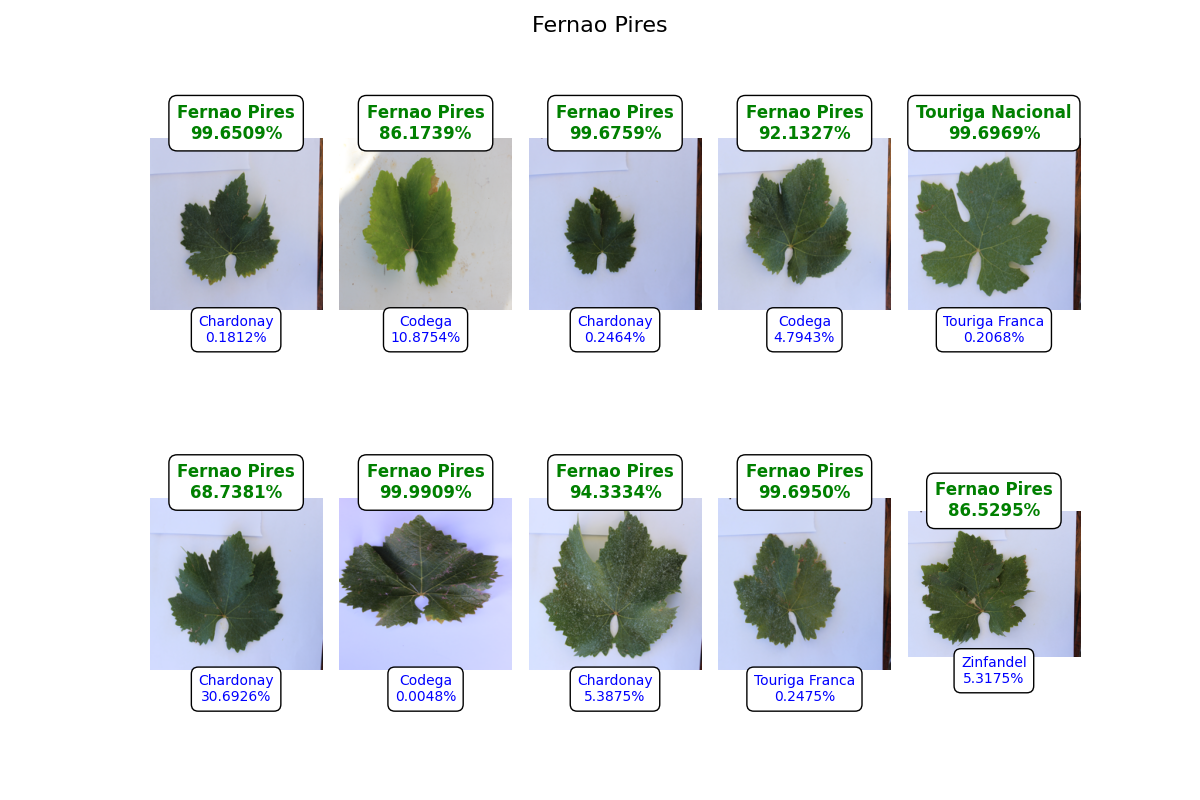 Fernao Pires
Fernao Pires
99.6509%
Fernao Pires
86.1739%
Fernao Pires
99.6759%
Fernao Pires
92.1327%
Touriga Nacional
99.6969%
Chardonay
0.1812%
Codega
10.8754%
Chardonay
0.2464%
Codega
4.7943%
Touriga Franca
0.2068%
Fernao Pires
68.7381%
Fernao Pires
99.9909%
Fernao Pires
94.3334%
Fernao Pires
99.6950%
Fernao Pires
86.5295%
Chardonay
30.6926%
Codega
0.0048%
Chardonay
5.3875%
Touriga Franca
0.2475%
Zinfandel
5.3175%